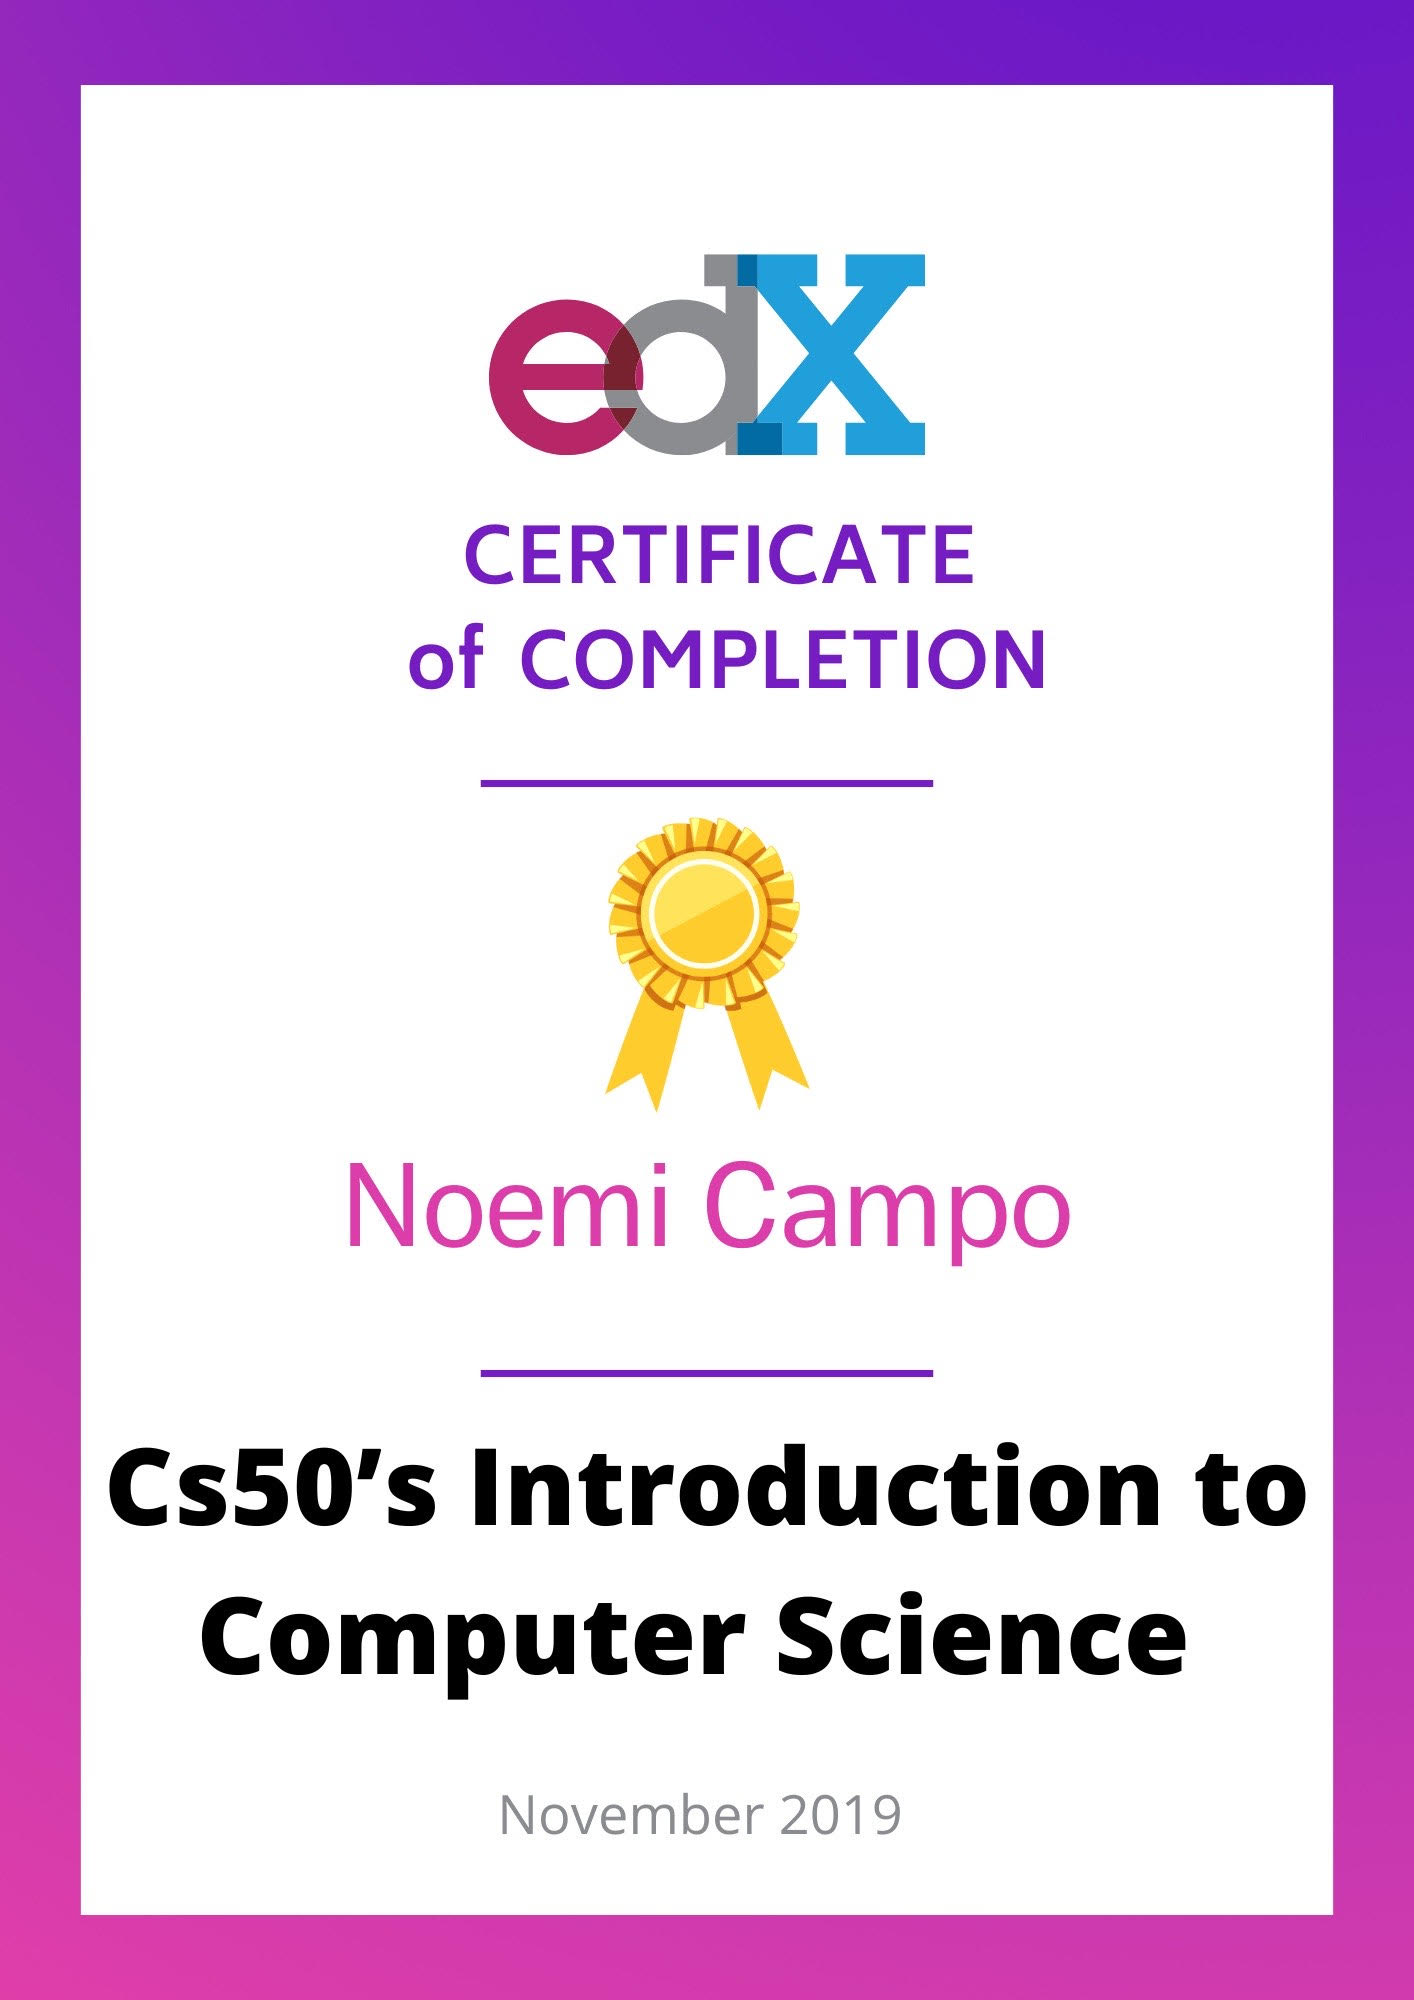 edX
CERTIFICATE
of COMPLETION
Noemi Campo
Cs50’s Introduction to
Computer Science
November 2019